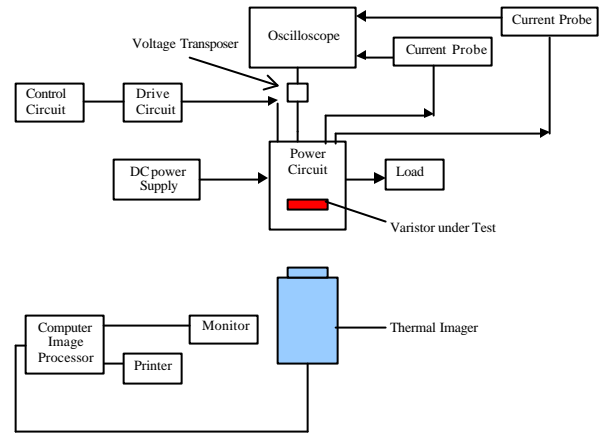 Current Probe
Oscilloscope
Voltage Transposer
Current Probe
Control
Circuit
Drive
Circuit
Power
Circuit
DC power
Supply
Load
Varistor under Test
Computer
Image
Processor
Monitor
Printer
Thermal Imager